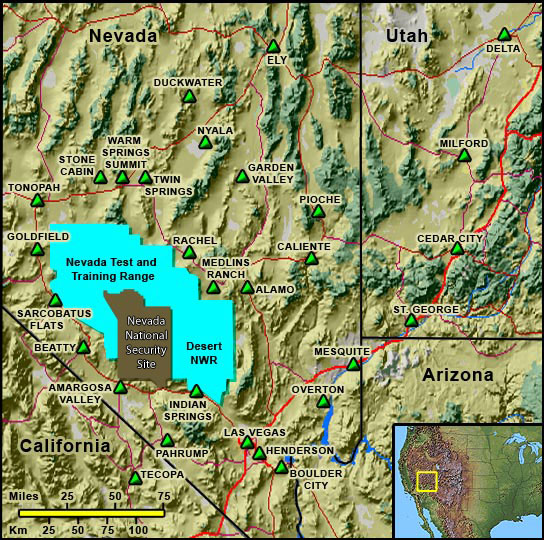 Nevada
Utah
DELTA
ELY
DUCKWATER
NYALA
WARM
SPRINGS
SUMMIT
STONE
CABIN
TWIN
SPRINGS
GARDEN
VALLEY
MILFORD
TONOPAH
PIOCHE
GOLDFIELD
RACHEL
CALIENTE
CEDAR CITY
Nevada Test and
Training Range
MEDLINS
RANCH
ALAMO
SARCOBATUS
FLATS
ST. GEORGE
Nevada
National
Security
Site
Desert
NWR
BEATTY
MESQUITE
Arizona
AMARGOSA
VALLEY
INDIAN
SPRINGS
OVERTON
California
PAHRUMP
LAS VEGAS
HENDERSON
BOULDER
CITY
TECOPA
Miles 25 50 75
Km 25 50 75 100